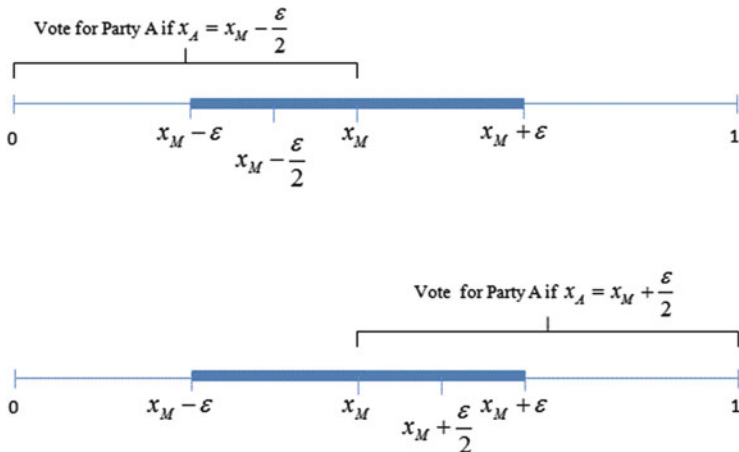 Vote for Party A if x_A = x_M − ε/2
0 x_M − ε x_M x_M + ε 1
x_M − ε/2
Vote for Party A if x_A = x_M + ε/2
0 x_M − ε x_M x_M + ε 1
x_M + ε/2